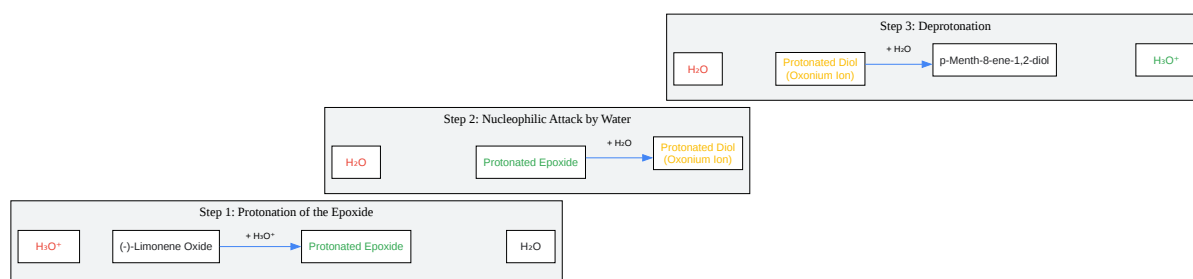 Step 3: Deprotonation
H₂O
Protonated Diol
(Oxonium Ion)
+ H₂O
p-Menth-8-ene-1,2-diol
H₃O⁺
Step 2: Nucleophilic Attack by Water
H₂O
Protonated Epoxide
+ H₂O
Protonated Diol
(Oxonium Ion)
Step 1: Protonation of the Epoxide
H₃O⁺
(-)-Limonene Oxide
+ H₃O⁺
Protonated Epoxide
H₂O